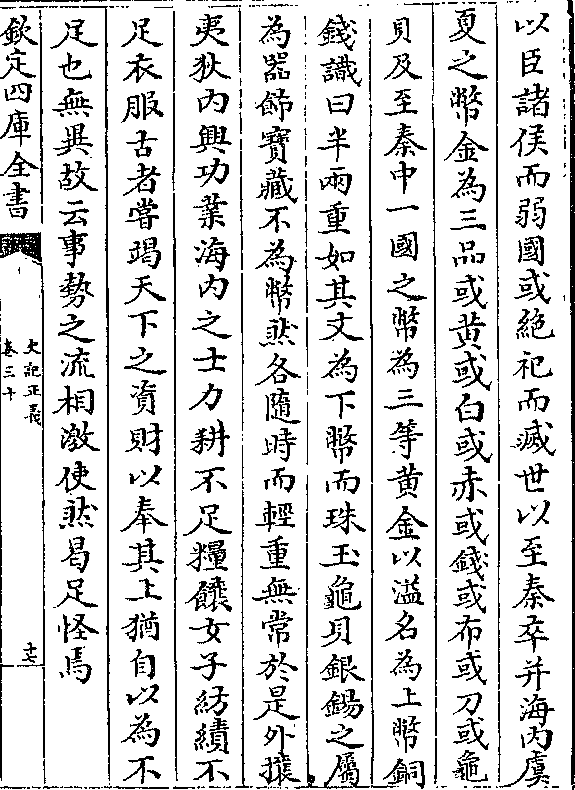 以臣諸侯而弱國或絶祀而滅世以至秦卒并海内虞
夏之幣金為三品或黄或白或赤或錢或布或刀或龜
貝及至秦中一國之幣為三等黄金以溢名為上幣銅
錢識曰半兩重如其文為下幣而珠玉龜貝銀錫之屬
為器飾寳藏不為幣然各隨時而輕重無常於是外攘
夷狄内興功業海内之士力耕不足糧饟女子紡績不
足衣服古者嘗竭天下之資財以奉其上猶自以為不
足也無異故云事勢之流相激使然曷足怪焉
欽定四庫全書
史記正義
卷三十
十七